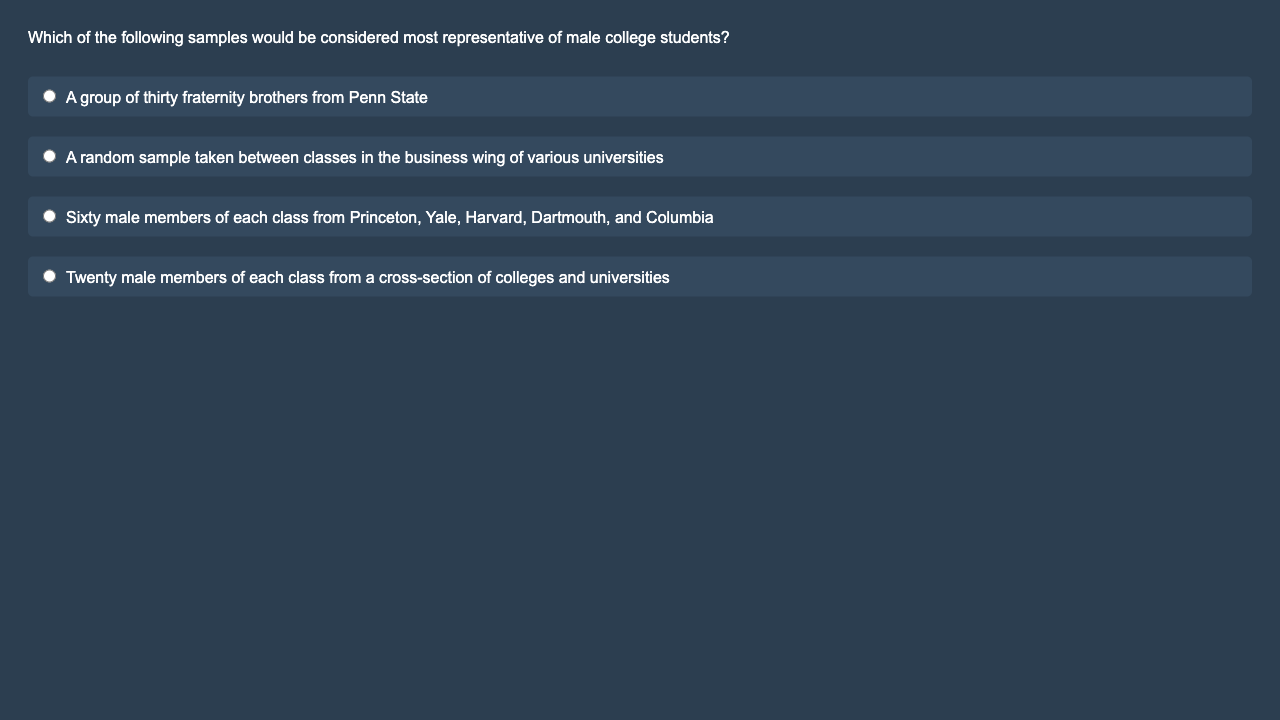 Which of the following samples would be considered most representative of male college students?
A group of thirty fraternity brothers from Penn State
A random sample taken between classes in the business wing of various universities
Sixty male members of each class from Princeton, Yale, Harvard, Dartmouth, and Columbia
Twenty male members of each class from a cross-section of colleges and universities